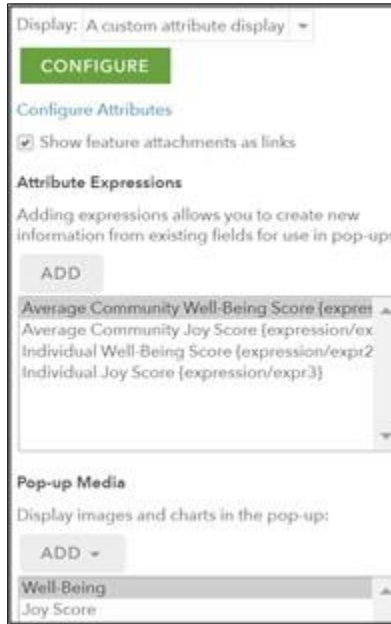 Display: A custom attribute display
CONFIGURE
Configure Attributes
Show feature attachments as links
Attribute Expressions
Adding expressions allows you to create new
information from existing fields for use in pop-ups
ADD
Average Community Well-Being Score {expres
Average Community Joy Score {expression/ex
Individual Well-Being Score {expression/expr2
Individual Joy Score {expression/expr3}
Pop-up Media
Display images and charts in the pop-up:
ADD
Well-Being
Joy Score